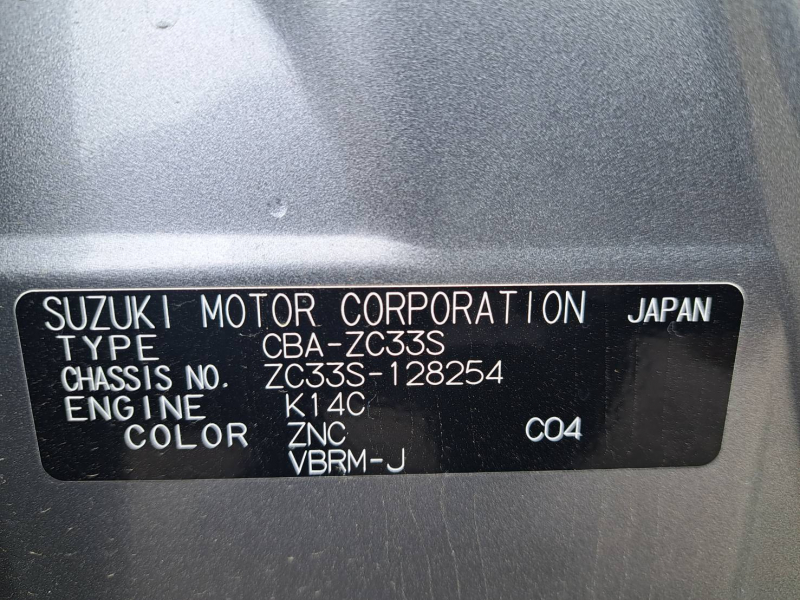 SUZUKI MOTOR CORPORATION JAPAN
TYPE CBA-ZC33S
CHASSIS NO. ZC33S-128254
ENGINE K14C
COLOR ZNC C04
VBRM-J